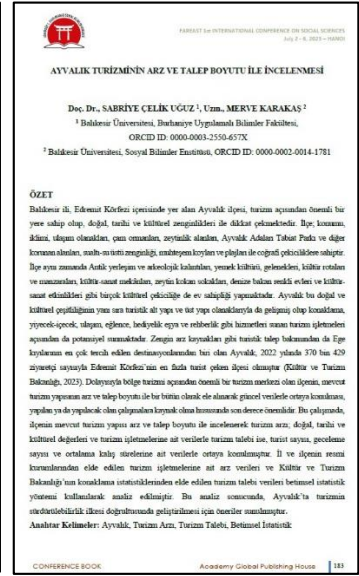 FAREAST 1st INTERNATIONAL CONFERENCE ON SOCIAL SCIENCES
July 2 - 8, 2023 – HANOI
AYVALIK TURİZMİNİN ARZ VE TALEP BOYUTU İLE İNCELENMESİ
Doç. Dr., SABRİYE ÇELİK UĞUZ 1, Uzm., MERVE KARAKAŞ 2
1 Balıkesir Üniversitesi, Burhaniye Uygulamalı Bilimler Fakültesi,
ORCID ID: 0000-0003-2550-657X
2 Balıkesir Üniversitesi, Sosyal Bilimler Enstitüsü, ORCID ID: 0000-0002-0014-1781
ÖZET
Balıkesir ili, Edremit Körfezi içerisinde yer alan Ayvalık ilçesi, turizm açısından önemli bir
yere sahip olup, doğal, tarihi ve kültürel zenginlikleri ile dikkat çekmektedir. İlçe; konumu,
iklimi, ulaşım olanakları, çam ormanları, zeytinlik alanları, Ayvalık Adaları Tabiat Parkı ve diğer
korunan alanları, sualtı-su üstü zenginliği, muhteşem koyları ve plajları ile coğrafi çekiciliklere sahiptir.
İlçe aynı zamanda Antik yerleşim ve arkeolojik kalıntıları, yemek kültürü, gelenekleri, kültür rotaları
ve manzaraları, kültür-sanat mekânları, zeytin kokan sokakları, denize bakan renkli evleri ve kültür-
sanat etkinlikleri gibi birçok kültürel çekiciliğe de ev sahipliği yapmaktadır. Ayvalık bu doğal ve
kültürel çeşitliliğinin yanı sıra turistik alt yapı ve üst yapı olanaklarıyla da gelişmiş olup konaklama,
yiyecek-içecek, ulaşım, eğlence, hediyelik eşya ve rehberlik gibi hizmetleri sunan turizm işletmeleri
açısından da potansiyel sunmaktadır. Zengin arz kaynakları gibi turistik talep bakımından da Ege
kıyılarının en çok tercih edilen destinasyonlarından biri olan Ayvalık, 2022 yılında 370 bin 429
ziyaretçi sayısıyla Edremit Körfezi’nin en fazla turist çeken ilçesi olmuştur (Kültür ve Turizm
Bakanlığı, 2023). Dolayısıyla bölge turizmi açısından önemli bir turizm merkezi olan ilçenin, mevcut
turizm yapısının arz ve talep boyutu ile bir bütün olarak ele alınarak güncel verilerle ortaya konulması,
yapılan ya da yapılacak olan çalışmalara kaynak olma hususunda son derece önemlidir. Bu çalışmada,
ilçenin mevcut turizm yapısı arz ve talep boyutu ile incelenerek turizm arzı; doğal, tarihi ve
kültürel değerleri ve turizm işletmelerine ait verilerle turizm talebi ise, turist sayısı, geceleme
sayısı ve ortalama kalış sürelerine ait verilerle ortaya konulmuştur. İl ve ilçenin resmi
kurumlarından elde edilen turizm işletmelerine ait arz verileri ve Kültür ve Turizm
Bakanlığı’nın konaklama istatistiklerinden elde edilen turizm talebi verileri betimsel istatistik
yöntemi kullanılarak analiz edilmiştir. Bu analiz sonucunda, Ayvalık’ta turizmin
sürdürülebilirlik ilkesi doğrultusunda geliştirilmesi için öneriler sunulmuştur.
Anahtar Kelimeler: Ayvalık, Turizm Arzı, Turizm Talebi, Betimsel İstatistik
CONFERENCE BOOK
Academy Global Publishing House
183